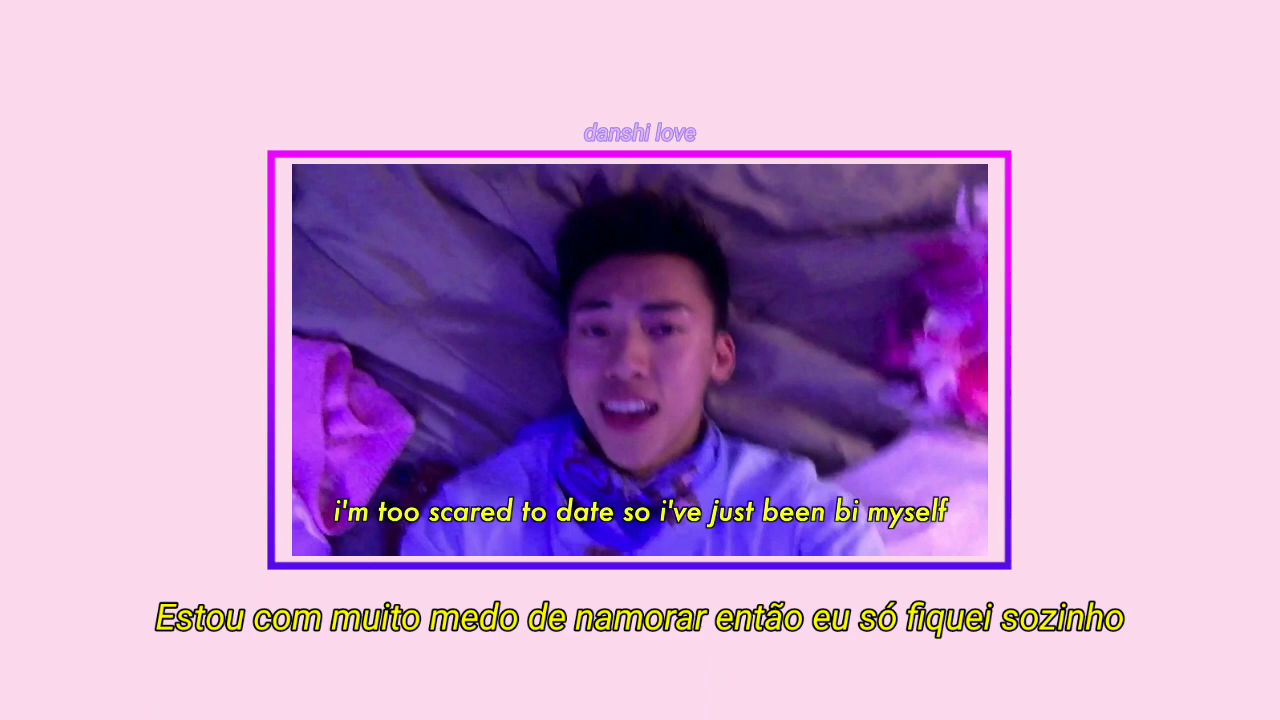 danshi love
i'm too scared to date so i've just been bi myself
Estou com muito medo de namorar então eu só fiquei sozinho